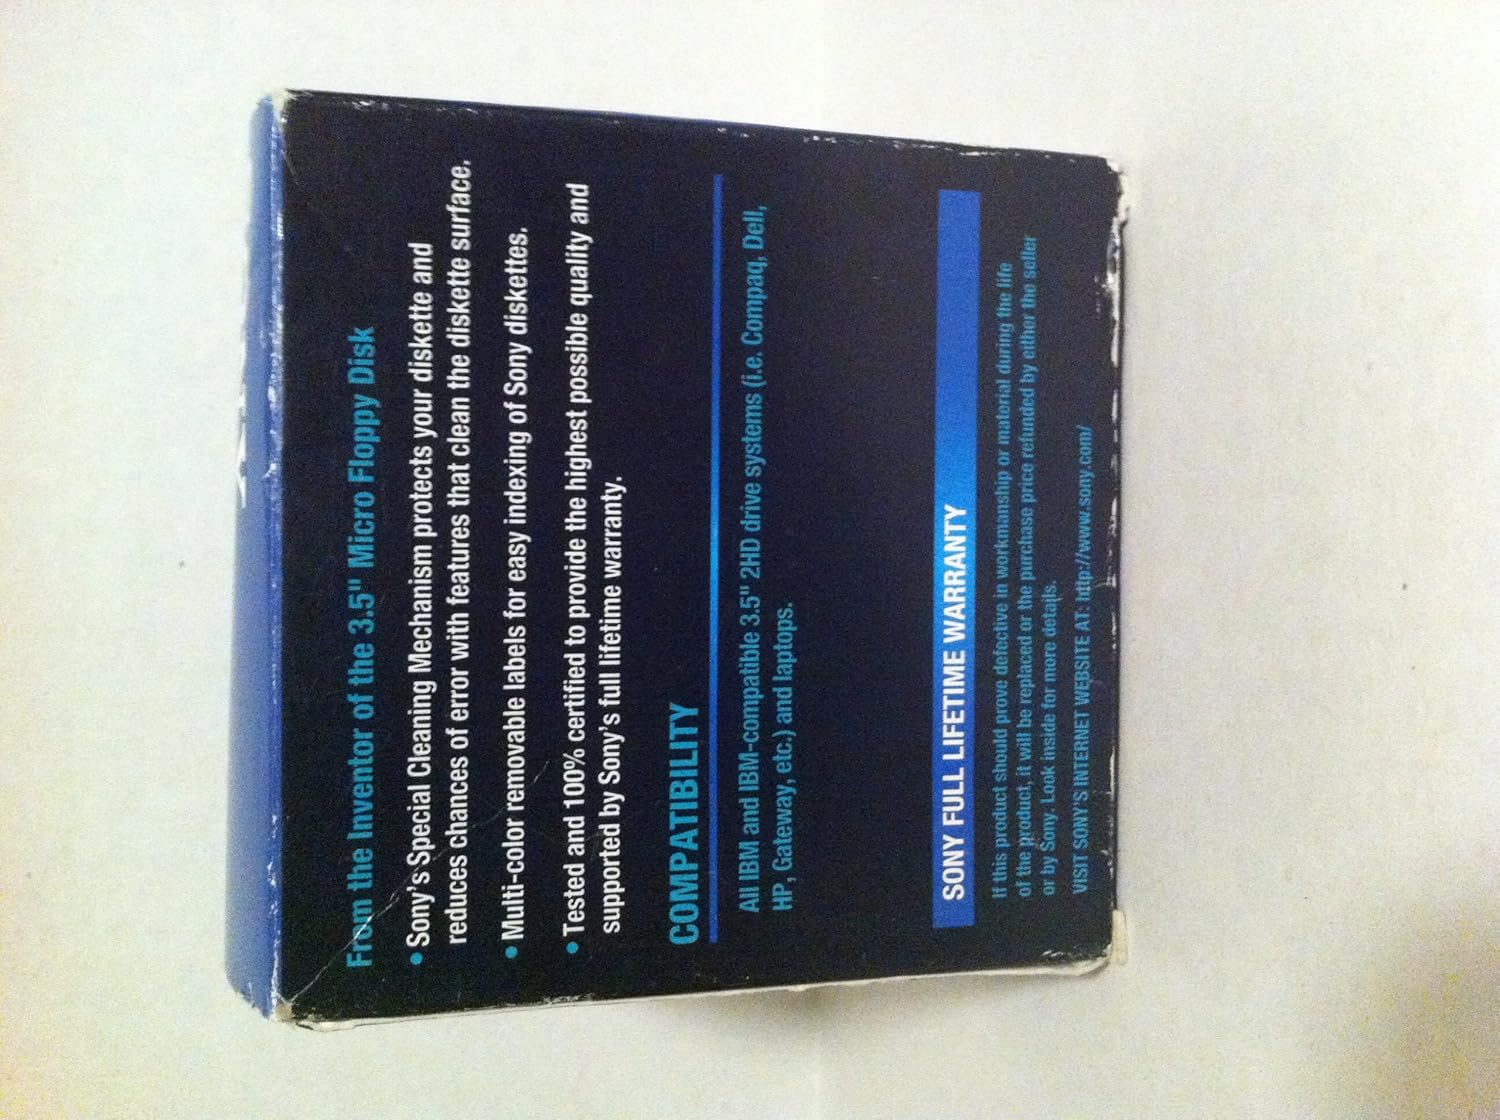 From the Inventor of the 3.5" Micro Floppy Disk
• Sony's Special Cleaning Mechanism protects your diskette and
reduces chances of error with features that clean the diskette surface.
• Multi-color removable labels for easy indexing of Sony diskettes.
• Tested and 100% certified to provide the highest possible quality and
supported by Sony's full lifetime warranty.
COMPATIBILITY
All IBM and IBM-compatible 3.5" 2HD drive systems (i.e. Compaq, Dell,
HP, Gateway, etc.) and laptops.
SONY FULL LIFETIME WARRANTY
If this product should prove defective in workmanship or material during the life
of the product, it will be replaced or the purchase price refunded by either the seller
or by Sony. Look inside for more details.
VISIT SONY'S INTERNET WEBSITE AT: http://www.sony.com/